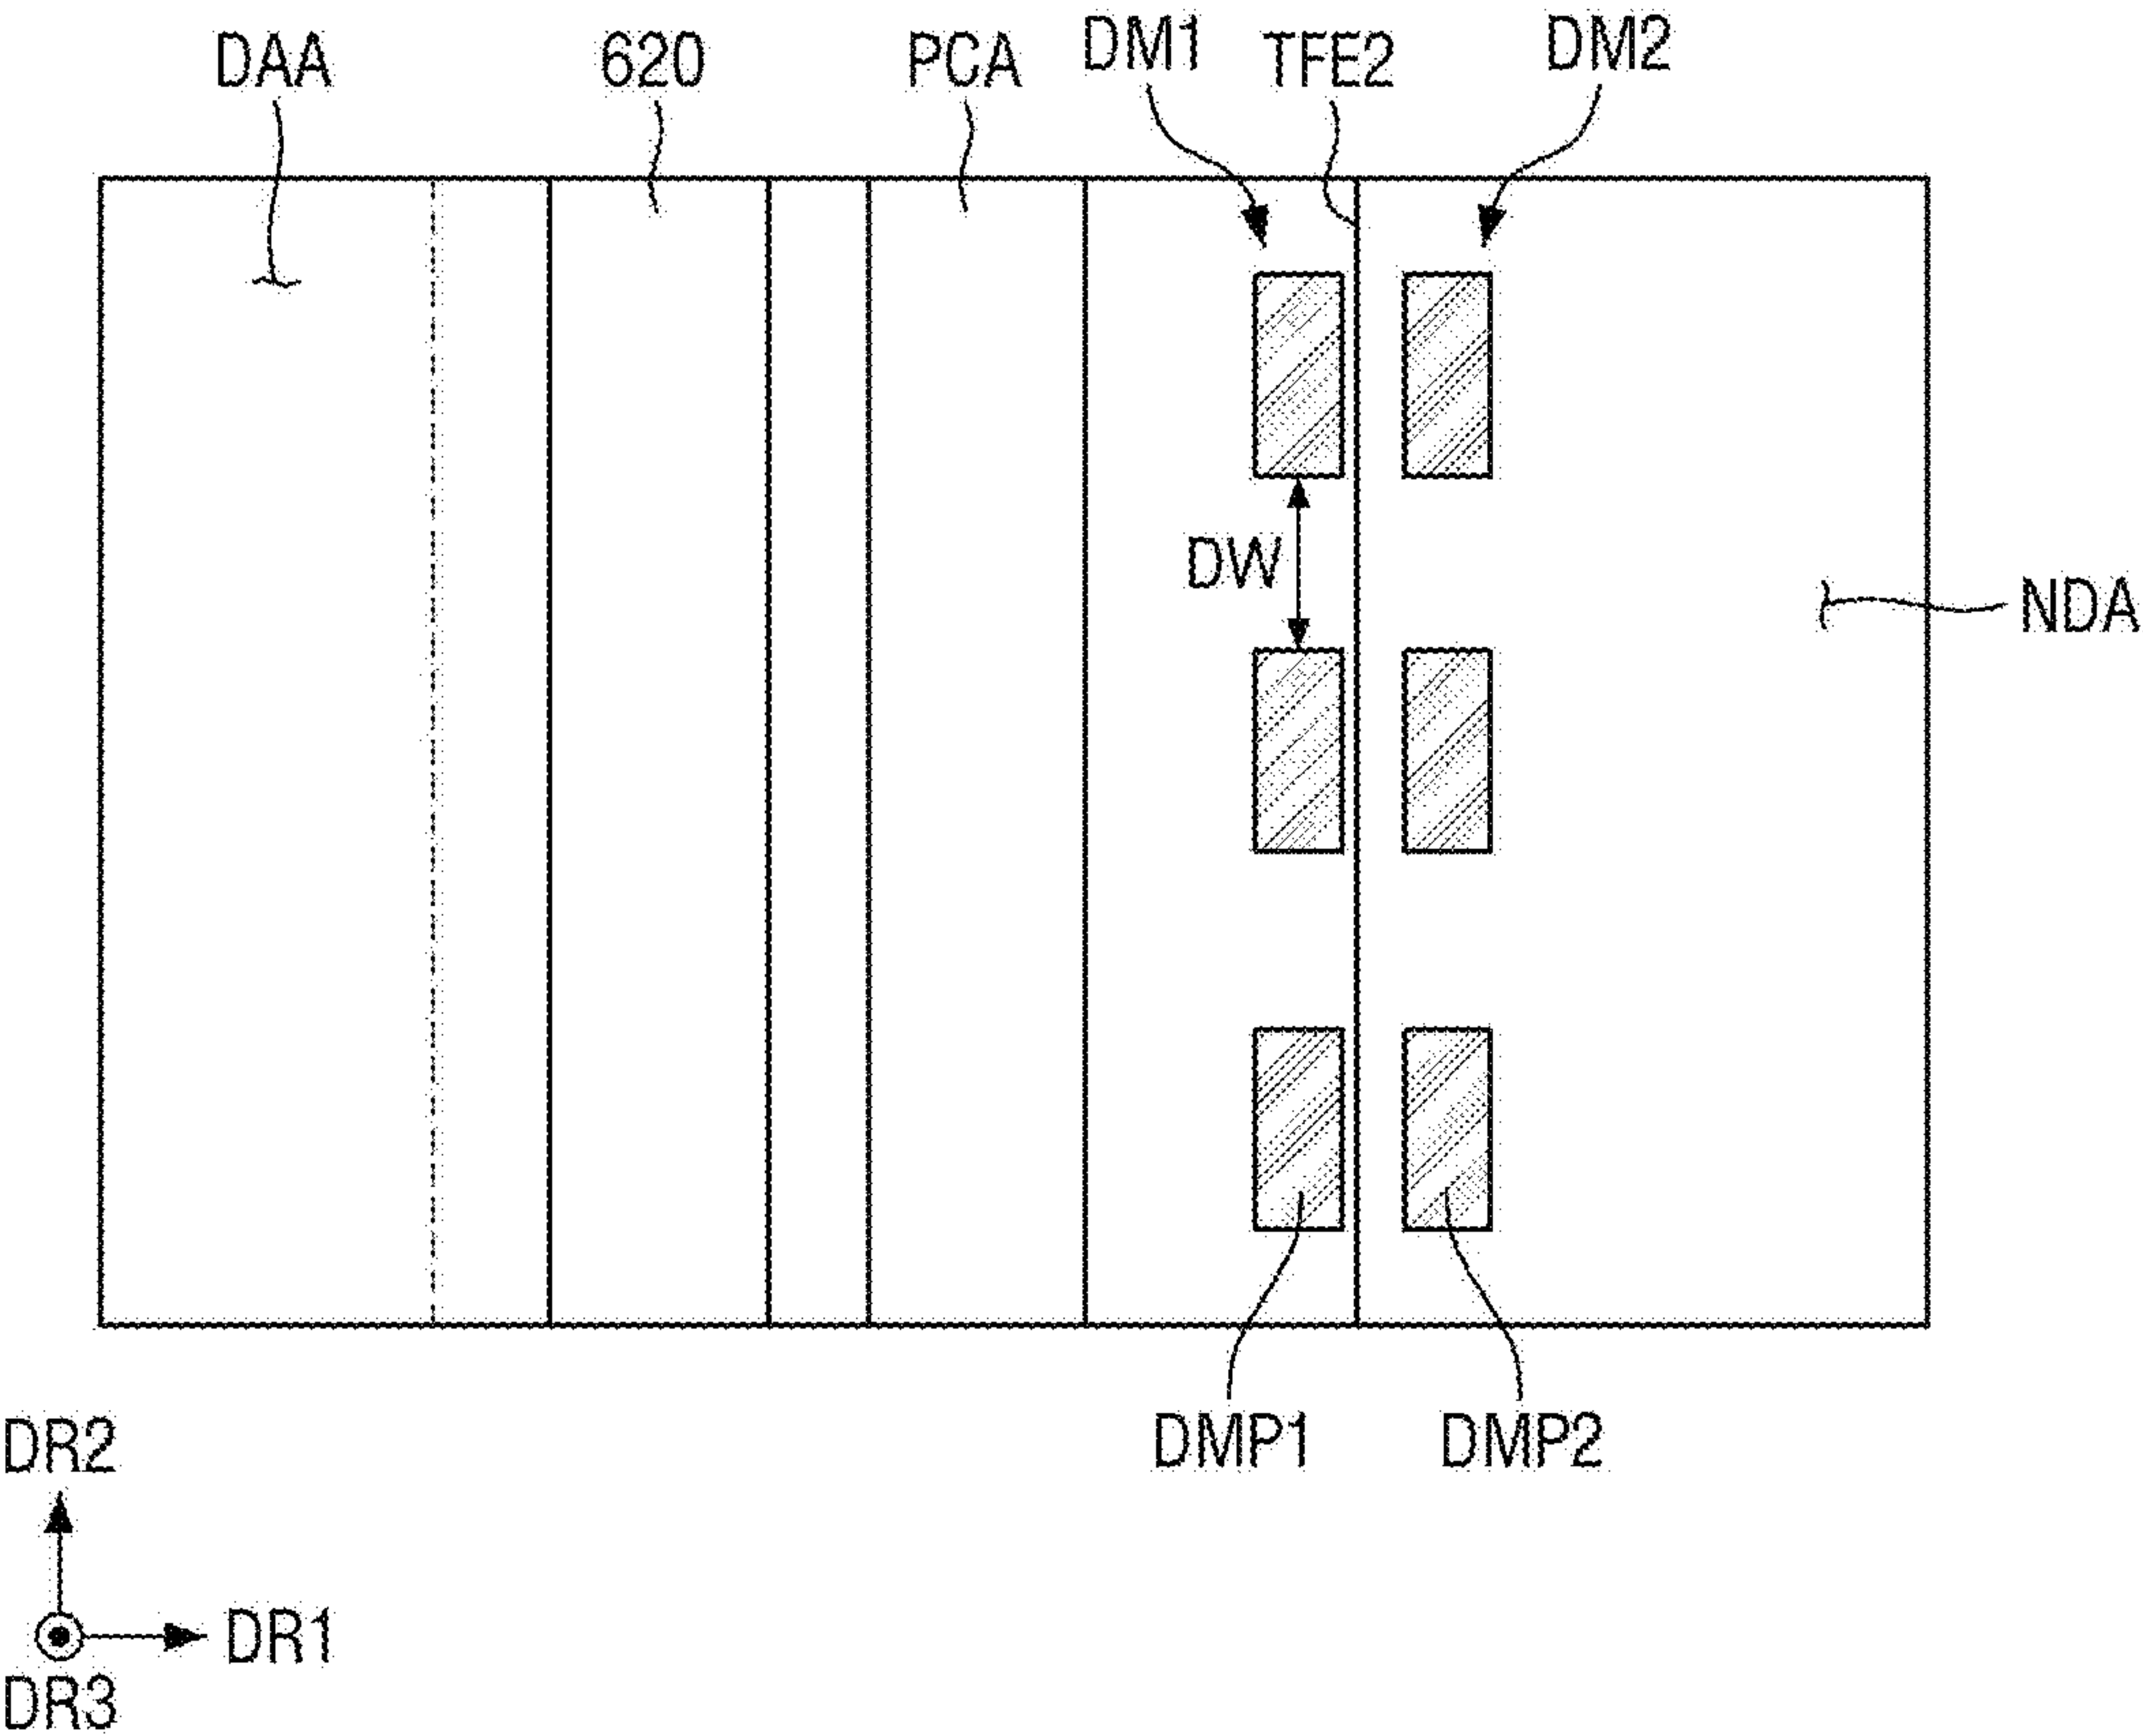 DAA 620 PCA DM1 TFE2 DM2
DW
NDA
DMP1 DMP2
DR2
DR1
DR3